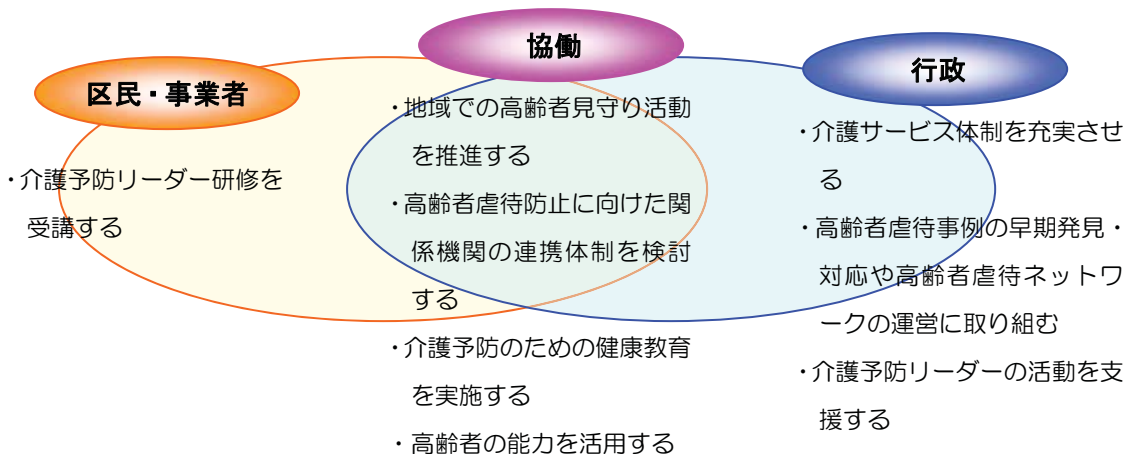 区民・事業者
・介護予防リーダー研修を
受講する
協働
・地域での高齢者見守り活動
を推進する
・高齢者虐待防止に向けた関
係機関の連携体制を検討
する
・介護予防のための健康教育
を実施する
・高齢者の能力を活用する
行政
・介護サービス体制を充実させ
る
・高齢者虐待事例の早期発見・
対応や高齢者虐待ネットワ
ークの運営に取り組む
・介護予防リーダーの活動を支
援する